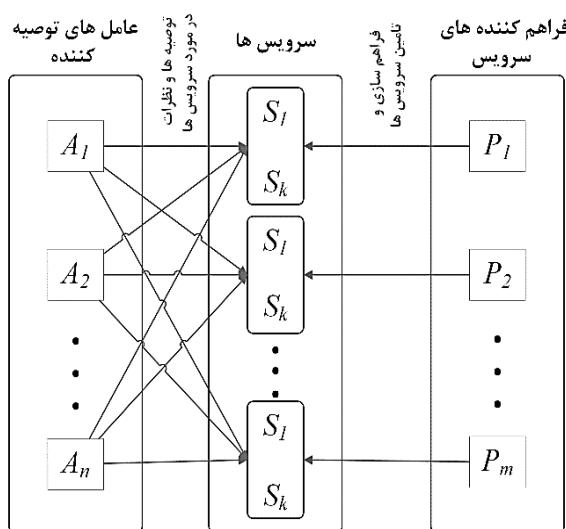 فراهم کننده های
سرویس
فراهم سازی و
تامین سرویس
ها
سرویس ها
توصیه ها و نظرات
در مورد سرویس
ها
عامل های توصیه
کننده
P1
P2
Pm
S1
Sk
S1
Sk
S1
Sk
A1
A2
An